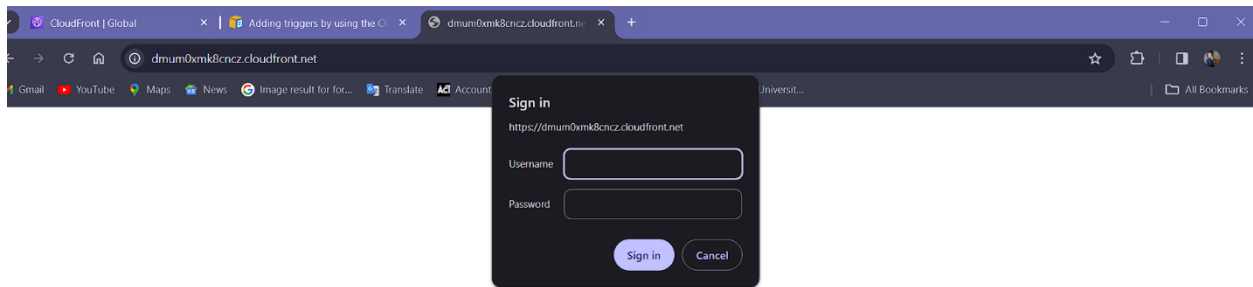 CloudFront | Global
Adding triggers by using the Cl
dmum0xmk8cncz.cloudfront.ne
dmum0xmk8cncz.cloudfront.net
Gmail YouTube Maps News Image result for for... Translate Account Universit... All Bookmarks
Sign in
https://dmum0xmk8cncz.cloudfront.net
Username
Password
Sign in Cancel